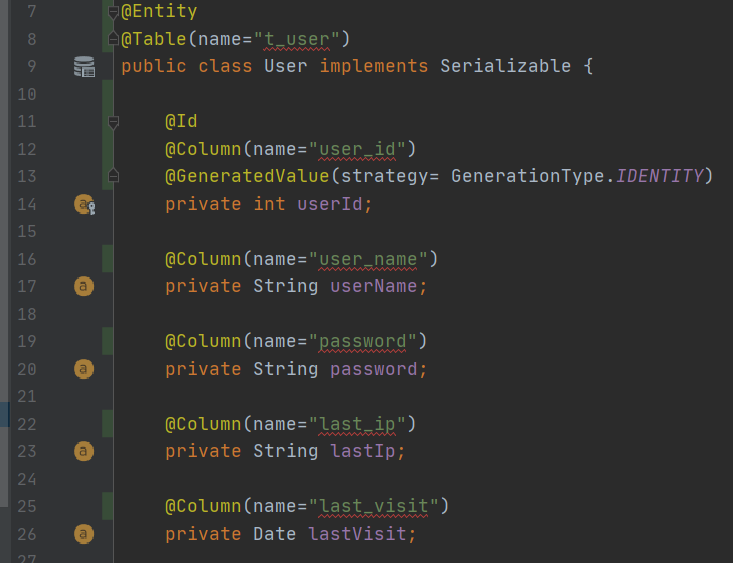 7 @Entity
8 @Table(name="t_user")
9 public class User implements Serializable {
10
11 @Id
12 @Column(name="user_id")
13 @GeneratedValue(strategy= GenerationType.IDENTITY)
14 private int userId;
15
16 @Column(name="user_name")
17 private String userName;
18
19 @Column(name="password")
20 private String password;
21
22 @Column(name="last_ip")
23 private String lastIp;
24
25 @Column(name="last_visit")
26 private Date lastVisit;
27